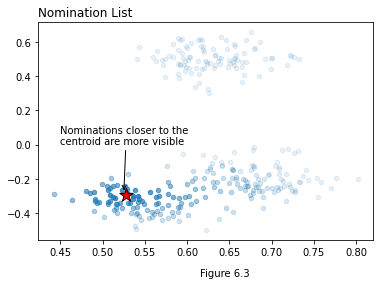 Nomination List
0.6
0.4
0.2
0.0
−0.2
−0.4
Nominations closer to the
centroid are more visible
0.45 0.50 0.55 0.60 0.65 0.70 0.75 0.80
Figure 6.3